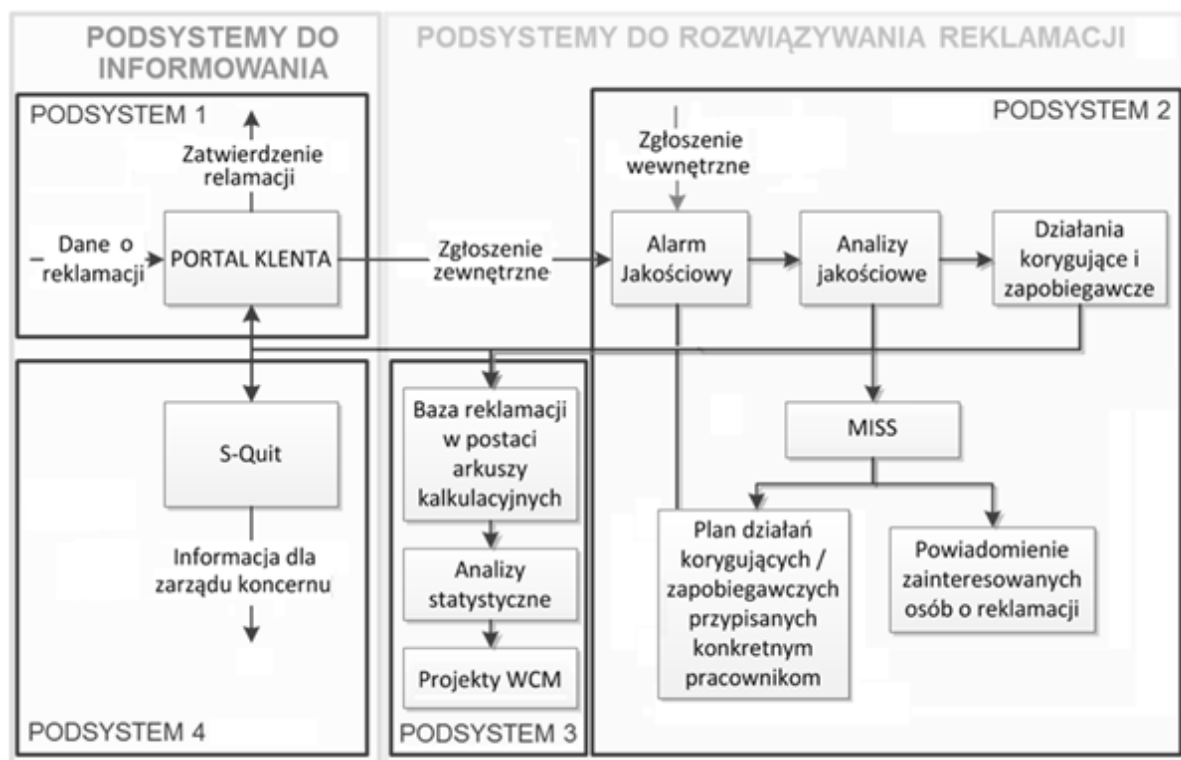 PODSYSTEMY DO
INFORMOWANIA
PODSYSTEMY DO ROZWIĄZYWANIA REKLAMACJI
PODSYSTEM 1
Zatwierdzenie
relamacji
Dane o
reklamacji
PORTAL KLENTA
Zgłoszenie
zewnętrzne
PODSYSTEM 2
Zgłoszenie
wewnętrzne
Alarm
Jakościowy
Analizy
jakościowe
Działania
korygujące i
zapobiegawcze
S-Quit
Informacja dla
zarządu koncernu
PODSYSTEM 4
Baza reklamacji
w postaci
arkuszy
kalkulacyjnych
Analizy
statystyczne
Projekty WCM
PODSYSTEM 3
MISS
Plan działań
korygujących /
zapobiegawczych
przypisanych
konkretnym
pracownikom
Powiadomienie
zainteresowanych
osób o reklamacji